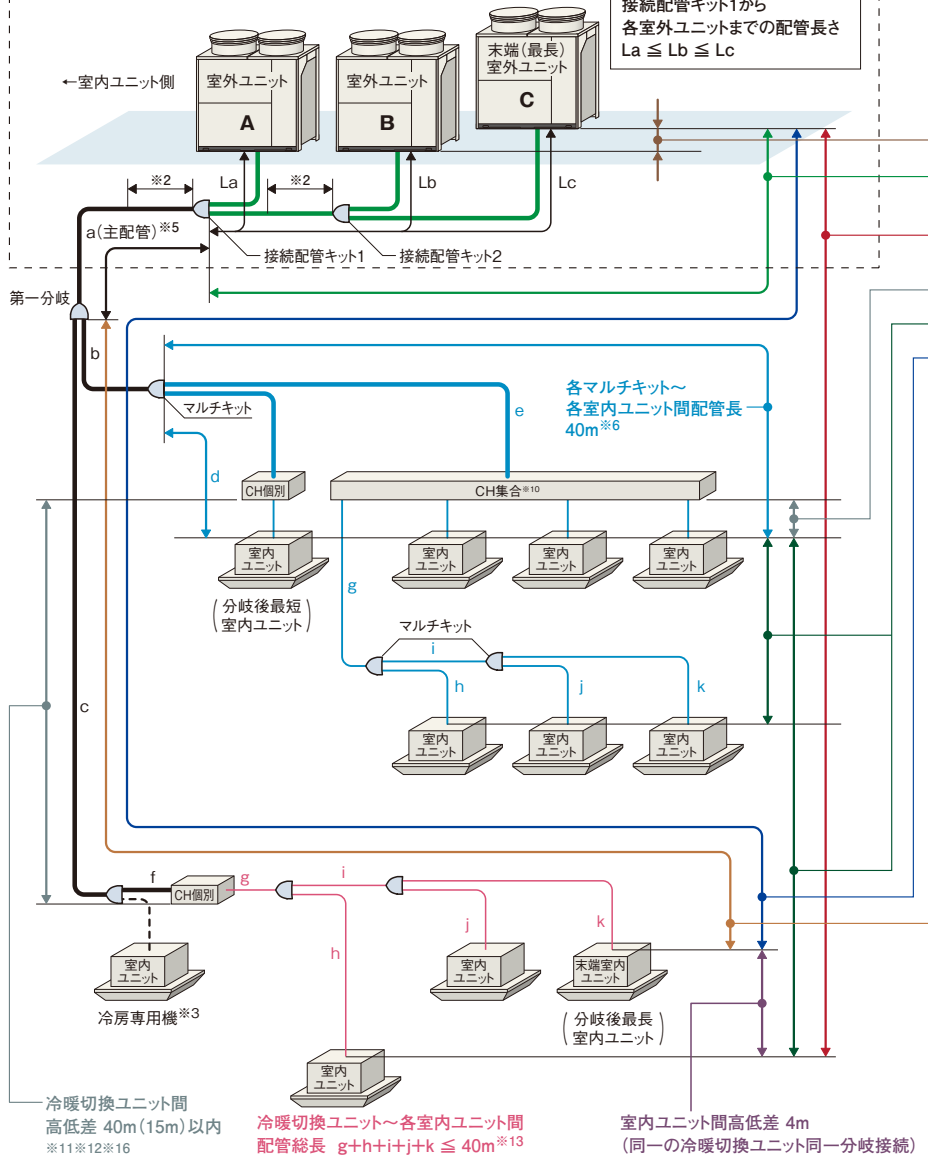 接続配管キット1から
各室外ユニットまでの配管長さ
La ≦ Lb ≦ Lc
←室内ユニット側
室外ユニット
A
室外ユニット
B
末端(最長)
室外ユニット
C
※2
La
※2
Lb
Lc
a(主配管)※5
接続配管キット1
接続配管キット2
第一分岐
b
マルチキット
e
各マルチキット～
各室内ユニット間配管長
40m※6
d
CH個別
CH集合※10
室内
ユニット
室内
ユニット
室内
ユニット
室内
ユニット
(分岐後最短
室内ユニット)
g
マルチキット
i
h
j
k
室内
ユニット
室内
ユニット
室内
ユニット
c
f
CH個別
g
i
h
j
k
室内
ユニット
冷房専用機※3
室内
ユニット
末端室内
ユニット
(分岐後最長
室内ユニット)
室内
ユニット
冷暖切換ユニット間
高低差 40m(15m)以内
※11※12※16
冷暖切換ユニット～各室内ユニット間
配管総長 g+h+i+j+k ≦ 40m※13
室内ユニット間高低差 4m
(同一の冷暖切換ユニット同一分岐接続)